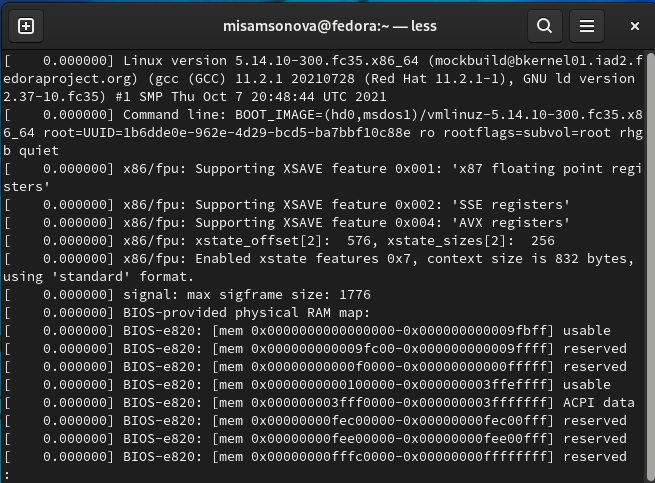 misamsonova@fedora:~ — less
[    0.000000] Linux version 5.14.10-300.fc35.x86_64 (mockbuild@bkernel01.iad2.f
edoraproject.org) (gcc (GCC) 11.2.1 20210728 (Red Hat 11.2.1-1), GNU ld version
2.37-10.fc35) #1 SMP Thu Oct 7 20:48:44 UTC 2021
[    0.000000] Command line: BOOT_IMAGE=(hd0,msdos1)/vmlinuz-5.14.10-300.fc35.x8
6_64 root=UUID=1b6dde0e-962e-4d29-bcd5-ba7bbf10c88e ro rootflags=subvol=root rhg
b quiet
[    0.000000] x86/fpu: Supporting XSAVE feature 0x001: 'x87 floating point regi
sters'
[    0.000000] x86/fpu: Supporting XSAVE feature 0x002: 'SSE registers'
[    0.000000] x86/fpu: Supporting XSAVE feature 0x004: 'AVX registers'
[    0.000000] x86/fpu: xstate_offset[2]:  576, xstate_sizes[2]:  256
[    0.000000] x86/fpu: Enabled xstate features 0x7, context size is 832 bytes,
using 'standard' format.
[    0.000000] signal: max sigframe size: 1776
[    0.000000] BIOS-provided physical RAM map:
[    0.000000] BIOS-e820: [mem 0x0000000000000000-0x000000000009fbff] usable
[    0.000000] BIOS-e820: [mem 0x000000000009fc00-0x000000000009ffff] reserved
[    0.000000] BIOS-e820: [mem 0x00000000000f0000-0x00000000000fffff] reserved
[    0.000000] BIOS-e820: [mem 0x0000000000100000-0x000000003ffeffff] usable
[    0.000000] BIOS-e820: [mem 0x000000003fff0000-0x000000003fffffff] ACPI data
[    0.000000] BIOS-e820: [mem 0x00000000fec00000-0x00000000fec00fff] reserved
[    0.000000] BIOS-e820: [mem 0x00000000fee00000-0x00000000fee00fff] reserved
[    0.000000] BIOS-e820: [mem 0x00000000fffc0000-0x00000000ffffffff] reserved
: